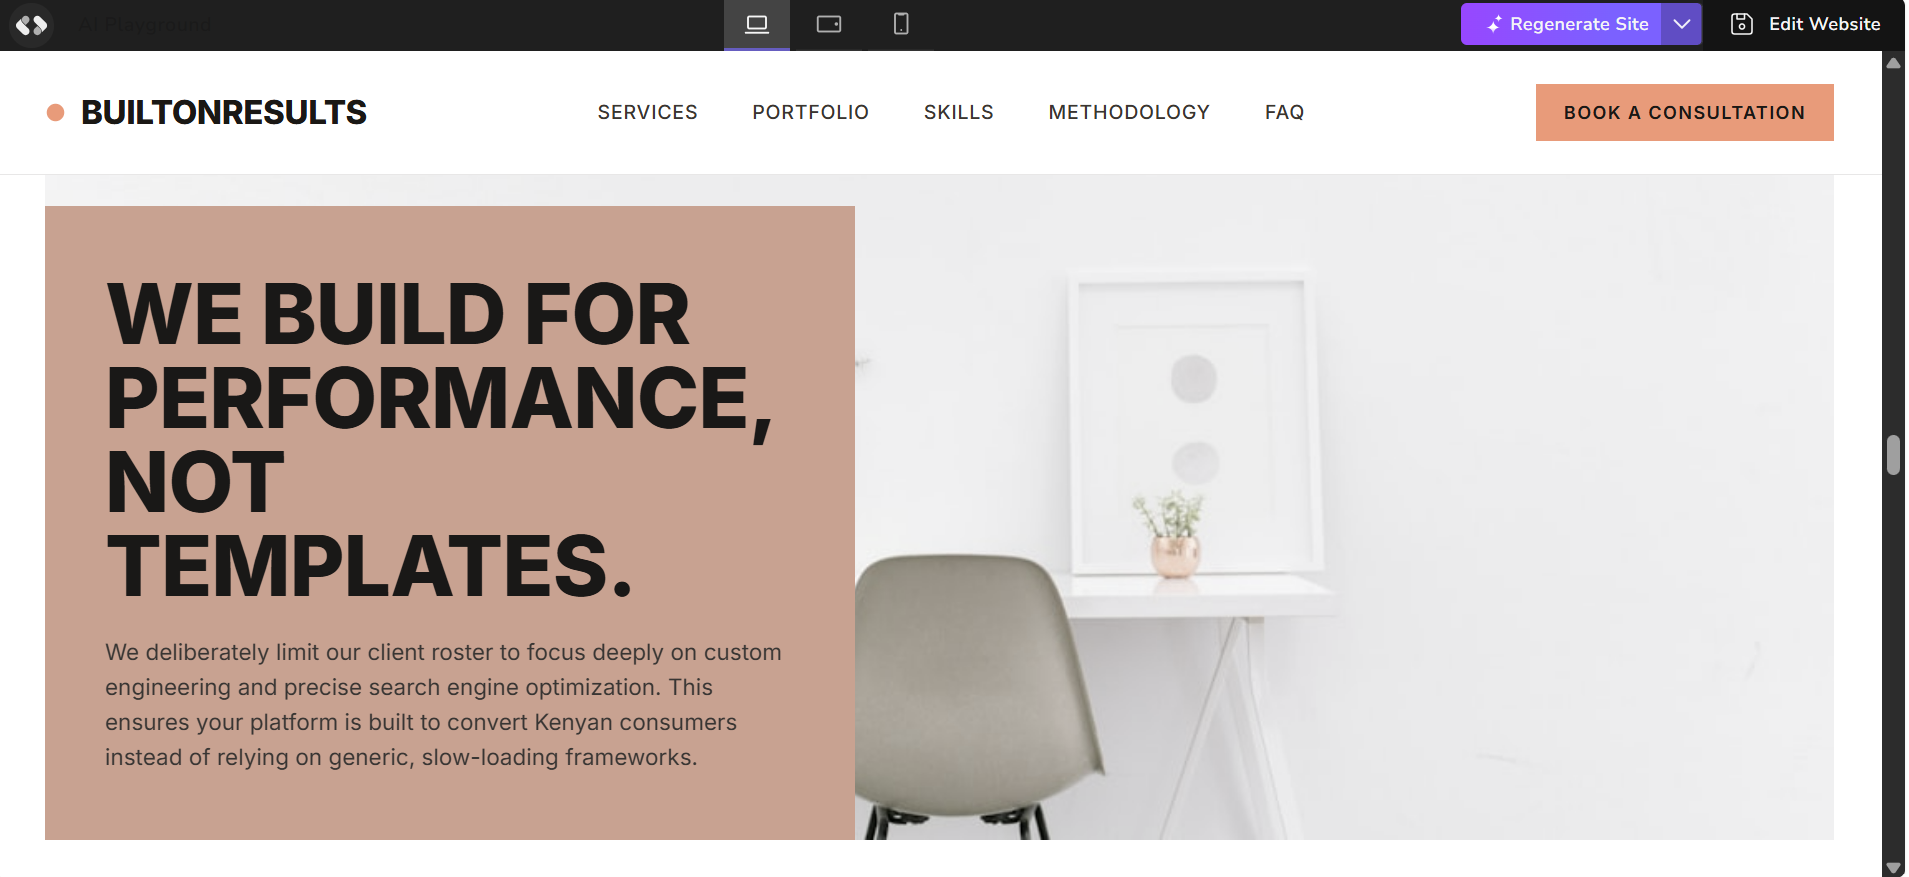 AI Playground
Regenerate Site
Edit Website
BUILTONRESULTS
SERVICES
PORTFOLIO
SKILLS
METHODOLOGY
FAQ
BOOK A CONSULTATION
WE BUILD FOR
PERFORMANCE,
NOT
TEMPLATES.
We deliberately limit our client roster to focus deeply on custom
engineering and precise search engine optimization. This
ensures your platform is built to convert Kenyan consumers
instead of relying on generic, slow-loading frameworks.